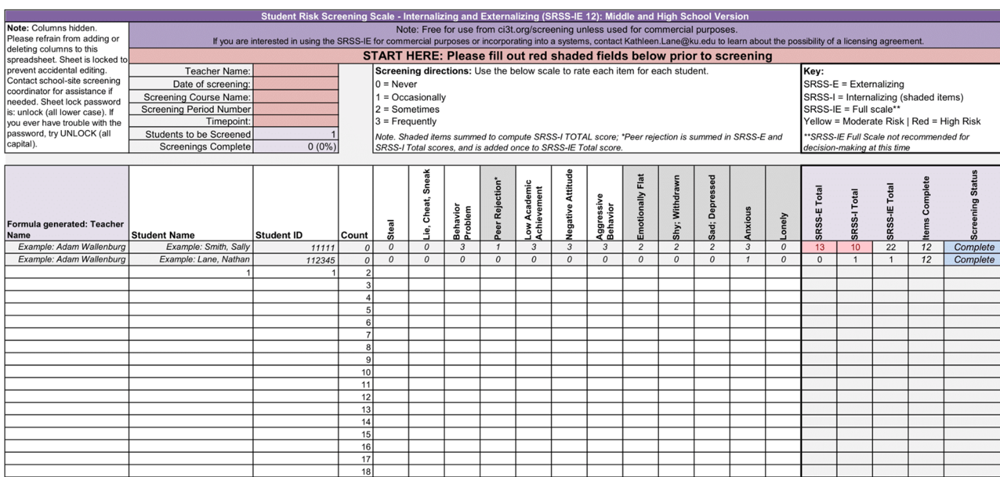 Student Risk Screening Scale - Internalizing and Externalizing (SRSS-IE 12): Middle and High School Version
Note: Columns hidden.
Please refrain from adding or
deleting columns to this
spreadsheet. Sheet is locked to
prevent accidental editing.
Contact school-site screening
coordinator for assistance if
needed. Sheet lock password
is: unlock (all lower case). If
you ever have trouble with the
password, try UNLOCK (all
capital).
Note: Free for use from ci3t.org/screening unless used for commercial purposes.
If you are interested in using the SRSS-IE for commercial purposes or incorporating into a systems, contact Kathleen.Lane@ku.edu to learn about the possibility of a licensing agreement.
START HERE: Please fill out red shaded fields below prior to screening
Teacher Name:
Date of screening:
Screening Course Name:
Screening Period Number
Timepoint:
Students to be Screened 1
Screenings Complete 0 (0%)
Screening directions: Use the below scale to rate each item for each student.
0 = Never
1 = Occasionally
2 = Sometimes
3 = Frequently
Note. Shaded items summed to compute SRSS-I TOTAL score; *Peer rejection is summed in SRSS-E and
SRSS-I Total scores, and is added once to SRSS-IE Total score.
Key:
SRSS-E = Externalizing
SRSS-I = Internalizing (shaded items)
SRSS-IE = Full scale**
Yellow = Moderate Risk | Red = High Risk
**SRSS-IE Full Scale not recommended for
decision-making at this time
Formula generated: Teacher
Name
Student Name
Student ID
Count
Steal
Lie, Cheat, Sneak
Behavior
Problem
Peer Rejection*
Low Academic
Achievement
Negative Attitude
Aggressive
Behavior
Emotionally Flat
Shy; Withdrawn
Sad; Depressed
Anxious
Lonely
SRSS-E Total
SRSS-I Total
SRSS-IE Total
Items Complete
Screening Status
Example: Adam Wallenburg Example: Smith, Sally 11111 0 0 0 3 1 3 3 3 2 2 2 3 0 13 10 22 12 Complete
Example: Adam Wallenburg Example: Lane, Nathan 112345 0 0 0 0 0 0 0 0 0 0 0 1 0 0 1 1 12 Complete
1 1 2
3
4
5
6
7
8
9
10
11
12
13
14
15
16
17
18